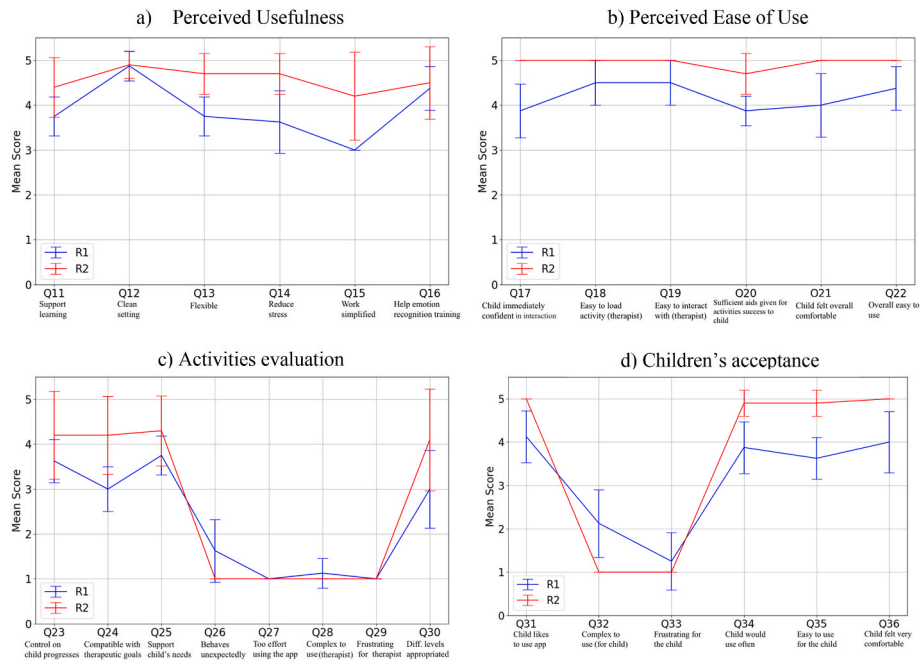 a) Perceived Usefulness
5
4
3
2
1
0
Mean Score
R1
R2
Q11 Q12 Q13 Q14 Q15 Q16
Support learning
Clean setting
Flexible
Reduce stress
Work simplified
Help emotion recognition training
b) Perceived Ease of Use
5
4
3
2
1
0
Mean Score
R1
R2
Q17 Q18 Q19 Q20 Q21 Q22
Child immediately confident in interaction
Easy to load activity (therapist)
Easy to interact with (therapist)
Sufficient aids given for activities success to child
Child felt overall comfortable
Overall easy to use
c) Activities evaluation
5
4
3
2
1
0
Mean Score
R1
R2
Q23 Q24 Q25 Q26 Q27 Q28 Q29 Q30
Control on child progresses
Compatible with therapeutic goals
Support child's needs
Behaves unexpectedly
Too effort using the app
Complex to use(therapist)
Frustrating for therapist
Diff. levels appropriated
d) Children's acceptance
5
4
3
2
1
0
Mean Score
R1
R2
Q31 Q32 Q33 Q34 Q35 Q36
Child likes to use app
Complex to use (for child)
Frustrating for the child
Child would use often
Easy to use for the child
Child felt very comfortable